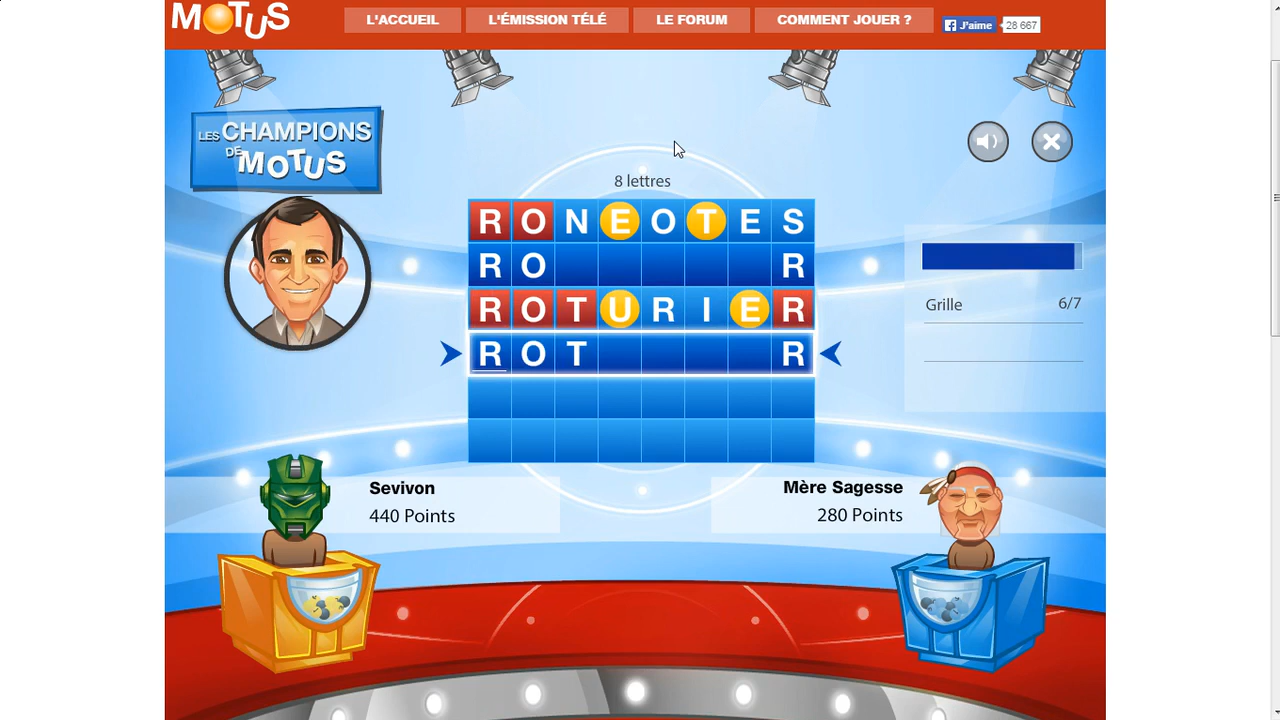 MOTUS
L'ACCUEIL
L'ÉMISSION TÉLÉ
LE FORUM
COMMENT JOUER ?
J'aime
28 667
LES CHAMPIONS
DE MOTUS
8 lettres
RONEOTES
RO R
ROTURIER
ROT R
Grille 6/7
Sevivon
440 Points
Mère Sagesse
280 Points